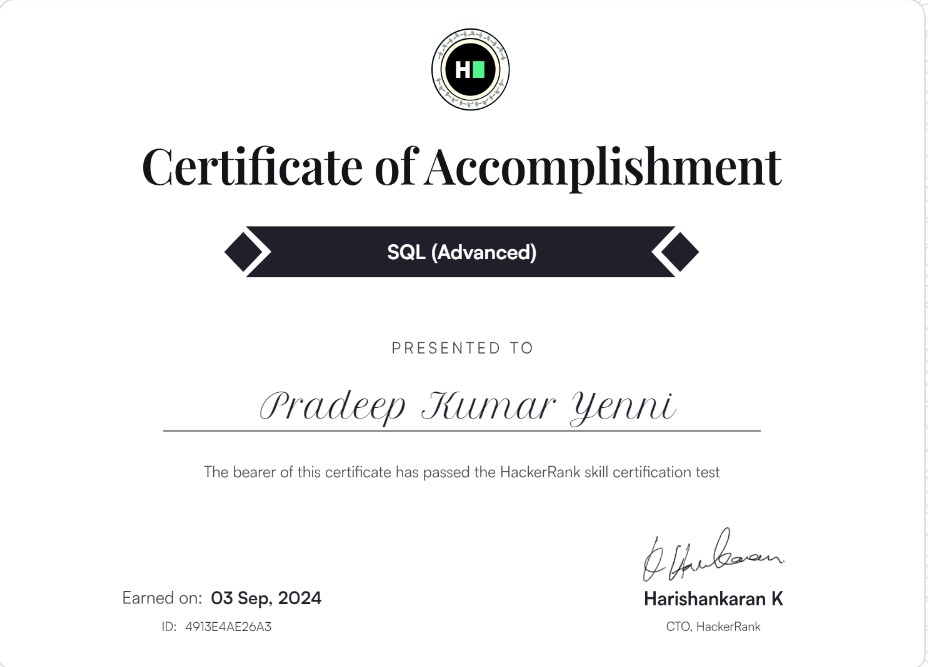 H
Certificate of Accomplishment
SQL (Advanced)
PRESENTED TO
Pradeep Kumar Yenni
The bearer of this certificate has passed the HackerRank skill certification test
Earned on: 03 Sep, 2024
ID: 4913E4AE26A3
Harishankaran K
CTO, HackerRank